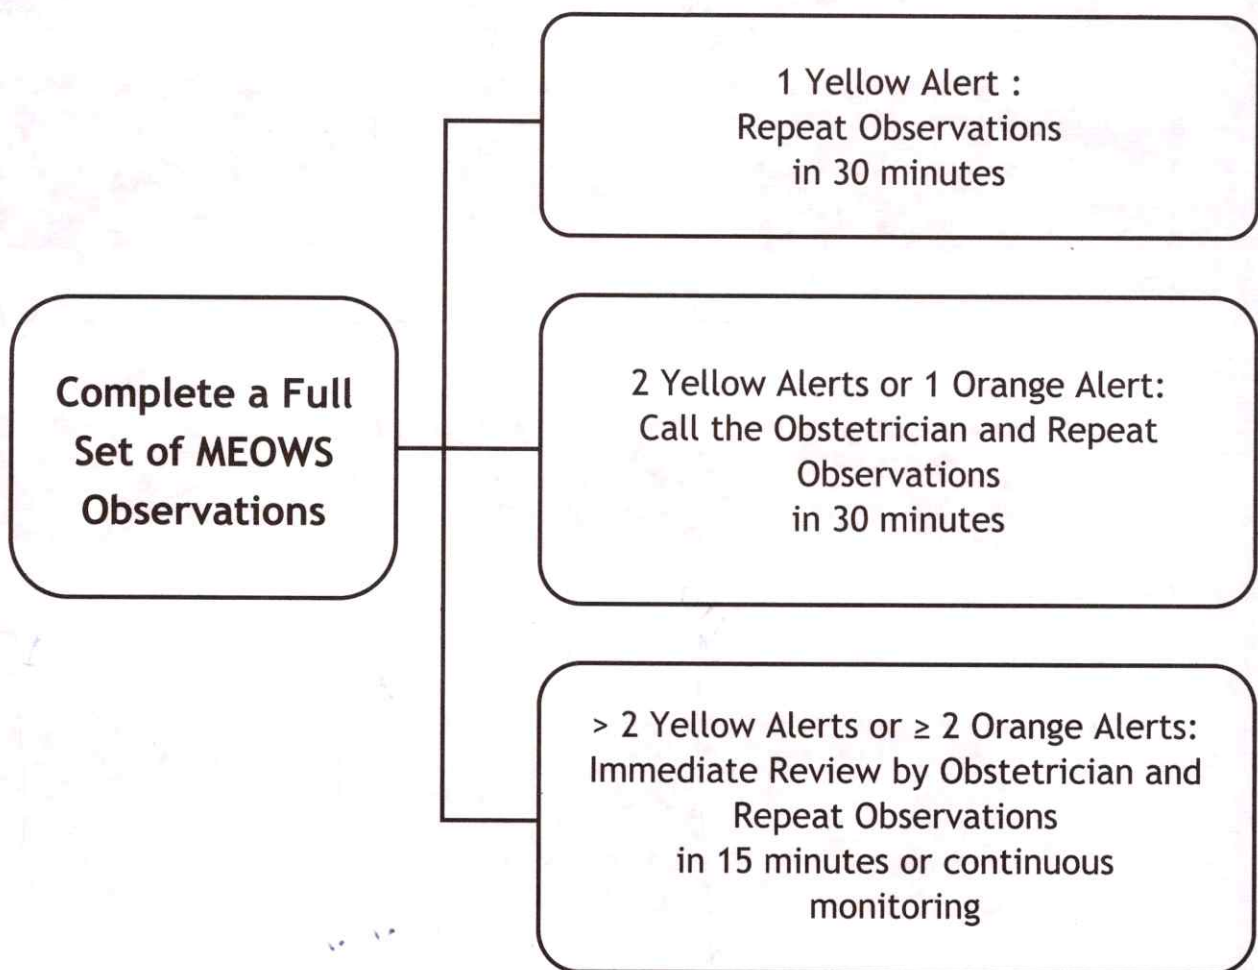 1 Yellow Alert :
Repeat Observations
in 30 minutes
Complete a Full
Set of MEOWS
Observations
2 Yellow Alerts or 1 Orange Alert:
Call the Obstetrician and Repeat
Observations
in 30 minutes
> 2 Yellow Alerts or ≥ 2 Orange Alerts:
Immediate Review by Obstetrician and
Repeat Observations
in 15 minutes or continuous
monitoring